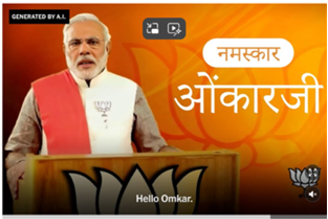 GENERATED BY A.I.
नमस्कार
ओंकारजी
Hello Omkar.